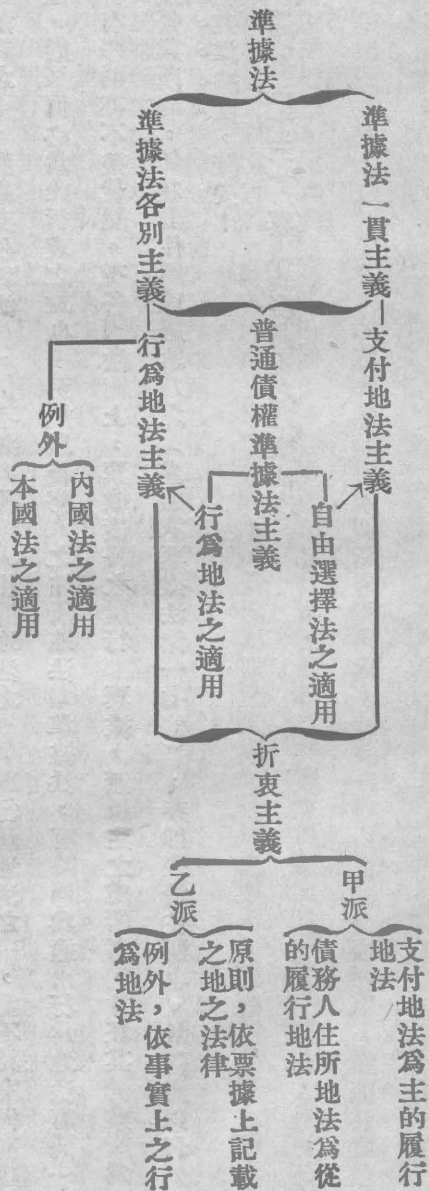 準據法
準據法一貫主義
準據法各別主義
支付地法主義
普通債權準據法主義
行爲地法主義
自由選擇法之適用
行爲地法之適用
例外
內國法之適用
本國法之適用
折衷主義
甲派
乙派
支付地法爲主的履行
地法
債務人住所地法爲從
的履行地法
原則，依票據上記載
之地之法律
例外，依事實上之行
爲地法